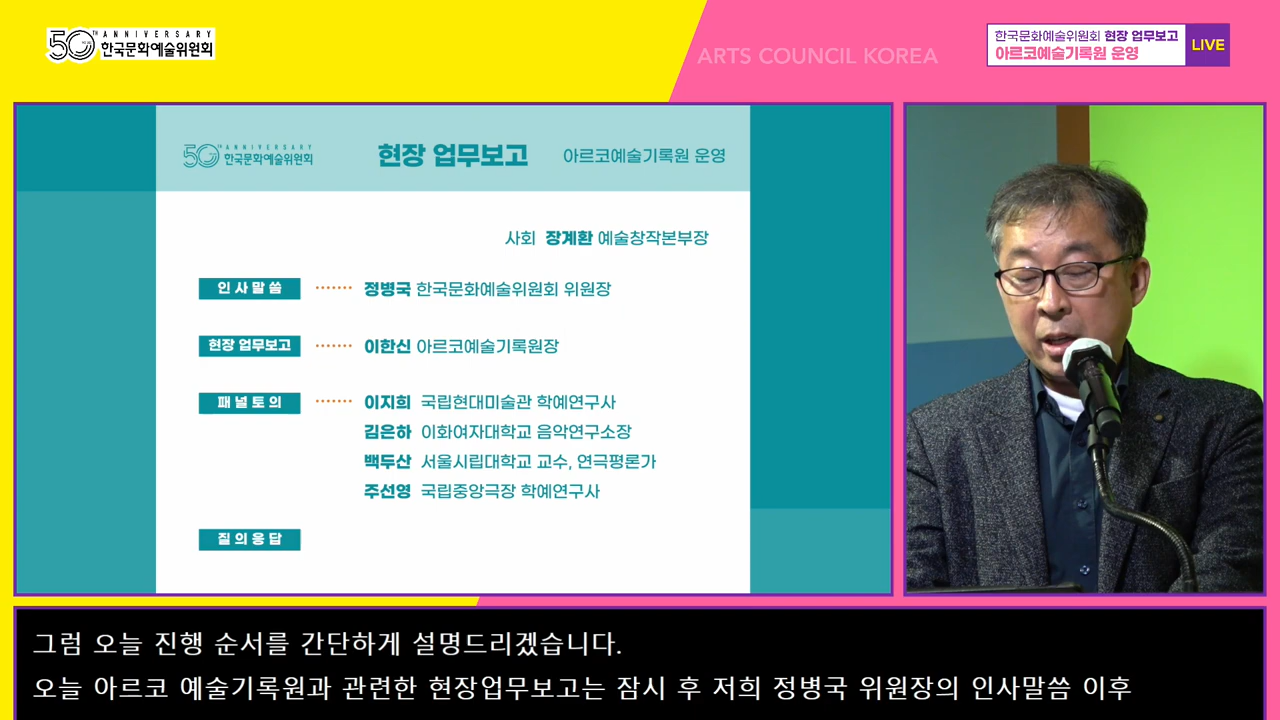 50TH ANNIVERSARY
한국문화예술위원회
ARTS COUNCIL KOREA
한국문화예술위원회 현장 업무보고
아르코예술기록원 운영
LIVE
50TH ANNIVERSARY
한국문화예술위원회
현장 업무보고 아르코예술기록원 운영
사회 장계환 예술창작본부장
인사말씀 ······· 정병국 한국문화예술위원회 위원장
현장 업무보고 ······· 이한신 아르코예술기록원장
패널토의 ······· 이지희 국립현대미술관 학예연구사
김은하 이화여자대학교 음악연구소장
백두산 서울시립대학교 교수, 연극평론가
주선영 국립중앙극장 학예연구사
질의응답
그럼 오늘 진행 순서를 간단하게 설명드리겠습니다.
오늘 아르코 예술기록원과 관련한 현장업무보고는 잠시 후 저희 정병국 위원장의 인사말씀 이후